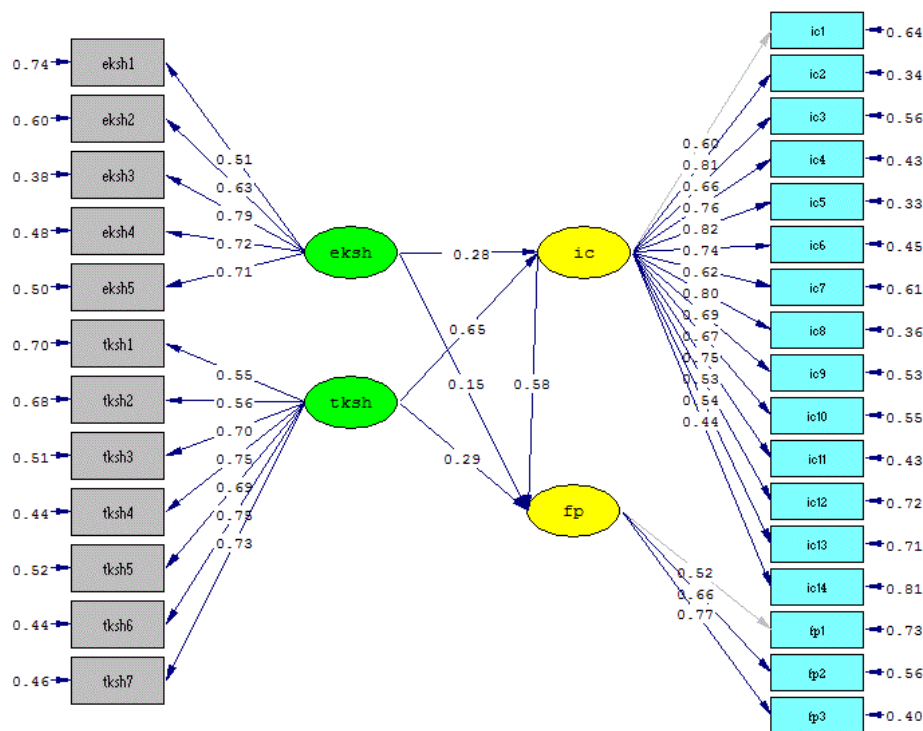 0.74 eksh1
0.60 eksh2
0.38 eksh3
0.48 eksh4
0.50 eksh5
0.70 tksh1
0.68 tksh2
0.51 tksh3
0.44 tksh4
0.52 tksh5
0.44 tksh6
0.46 tksh7
0.51
0.63
0.79
0.72
0.71
0.55
0.56
0.70
0.75
0.69
0.75
0.73
eksh
tksh
0.28
0.65
0.15
0.58
0.29
ic
fp
0.60
0.81
0.66
0.76
0.82
0.74
0.62
0.80
0.69
0.67
0.75
0.53
0.54
0.44
0.52
0.66
0.77
ic1 0.64
ic2 0.34
ic3 0.56
ic4 0.43
ic5 0.33
ic6 0.45
ic7 0.61
ic8 0.36
ic9 0.53
ic10 0.55
ic11 0.43
ic12 0.72
ic13 0.71
ic14 0.81
fp1 0.73
fp2 0.56
fp3 0.40